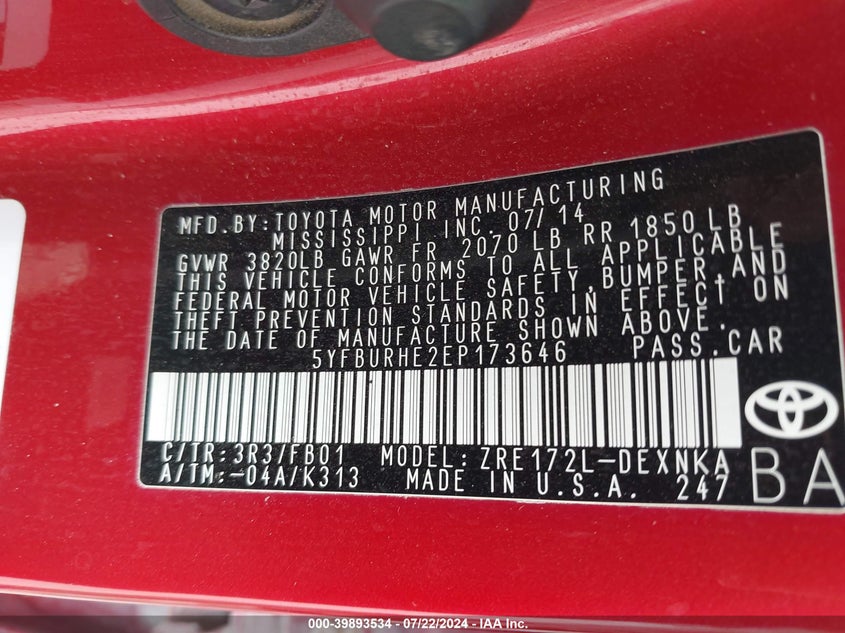 MFD.BY:TOYOTA MOTOR MANUFACTURING
MISSISSIPPI INC. 07/14
GVWR 3820LB GAWR FR 2070 LB RR 1850 LB
THIS VEHICLE CONFORMS TO ALL APPLICABLE
FEDERAL MOTOR VEHICLE SAFETY,BUMPER,AND
THEFT PREVENTION STANDARDS IN EFFECT ON
THE DATE OF MANUFACTURE SHOWN ABOVE.
5YFBURHE2EP173646 PASS.CAR
C/TR:3R3/FB01 MODEL:ZRE172L-DEXNKA
A/TM:-04A/K313 MADE IN U.S.A. 247
BA
000-39893534 - 07/22/2024 - IAA Inc.